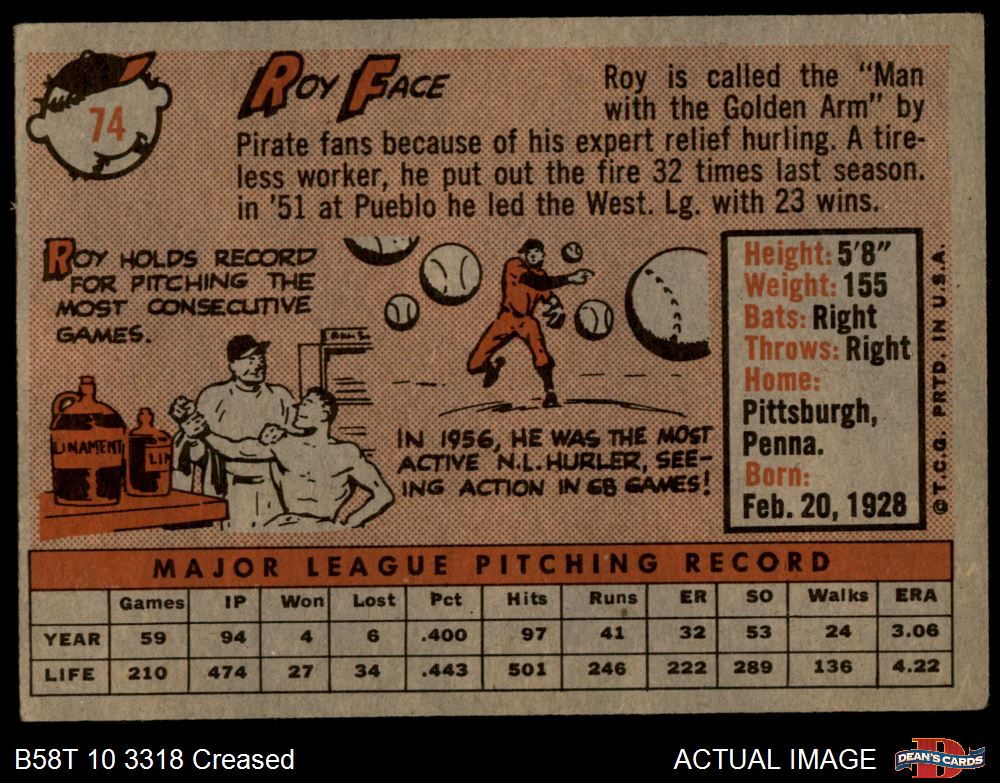 74
ROY FACE
Roy is called the "Man
with the Golden Arm" by
Pirate fans because of his expert relief hurling. A tire-
less worker, he put out the fire 32 times last season.
in '51 at Pueblo he led the West. Lg. with 23 wins.
ROY HOLDS RECORD
FOR PITCHING THE
MOST CONSECUTIVE
GAMES.
LINAMENT
LIN
IN 1956, HE WAS THE MOST
ACTIVE N.L. HURLER, SEE-
ING ACTION IN 68 GAMES!
Height: 5'8"
Weight: 155
Bats: Right
Throws: Right
Home:
Pittsburgh,
Penna.
Born:
Feb. 20, 1928
©T.C.G. PRTD. IN U.S.A.
MAJOR LEAGUE PITCHING RECORD
Games IP Won Lost Pct Hits Runs ER SO Walks ERA
YEAR 59 94 4 6 .400 97 41 32 53 24 3.06
LIFE 210 474 27 34 .443 501 246 222 289 136 4.22
B58T 10 3318 Creased
ACTUAL IMAGE
D
DEAN'S CARDS